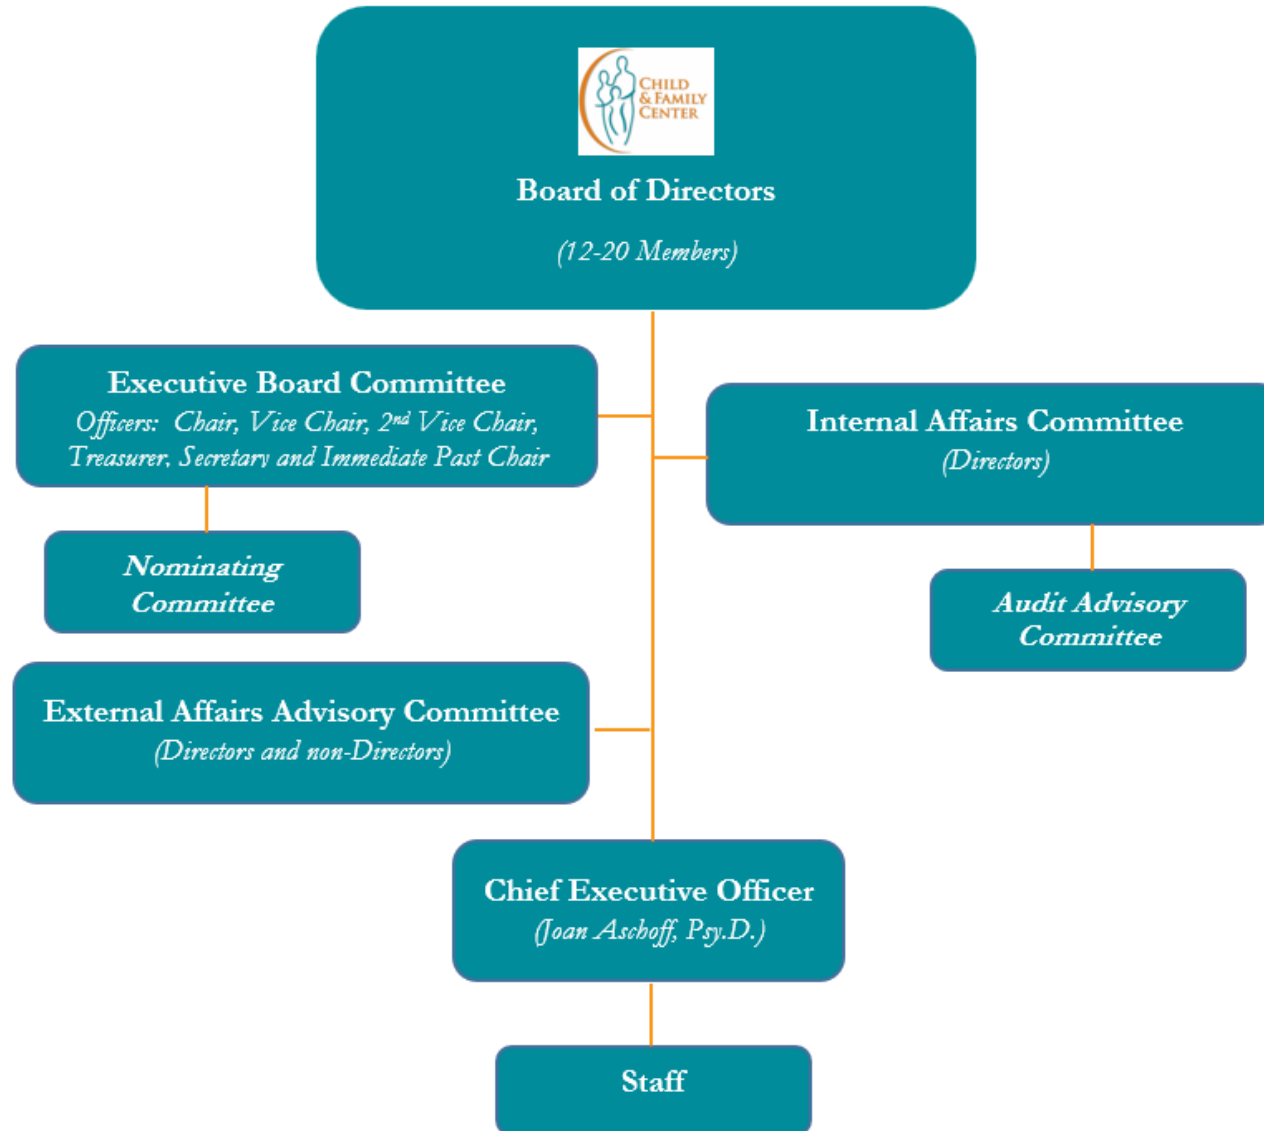 CHILD
& FAMILY
CENTER
Board of Directors
(12-20 Members)
Executive Board Committee
Officers:  Chair, Vice Chair, 2nd Vice Chair,
Treasurer, Secretary and Immediate Past Chair
Internal Affairs Committee
(Directors)
Nominating
Committee
Audit Advisory
Committee
External Affairs Advisory Committee
(Directors and non-Directors)
Chief Executive Officer
(Joan Aschoff, Psy.D.)
Staff